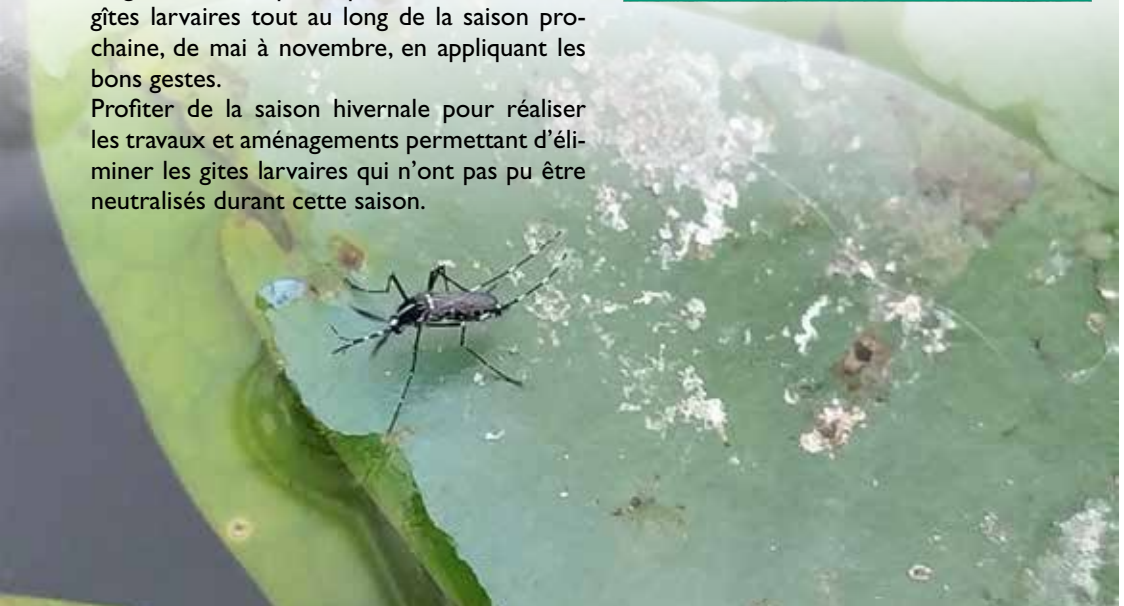 gîtes larvaires tout au long de la saison pro-
chaine, de mai à novembre, en appliquant les
bons gestes.
Profiter de la saison hivernale pour réaliser
les travaux et aménagements permettant d'éli-
miner les gites larvaires qui n'ont pas pu être
neutralisés durant cette saison.